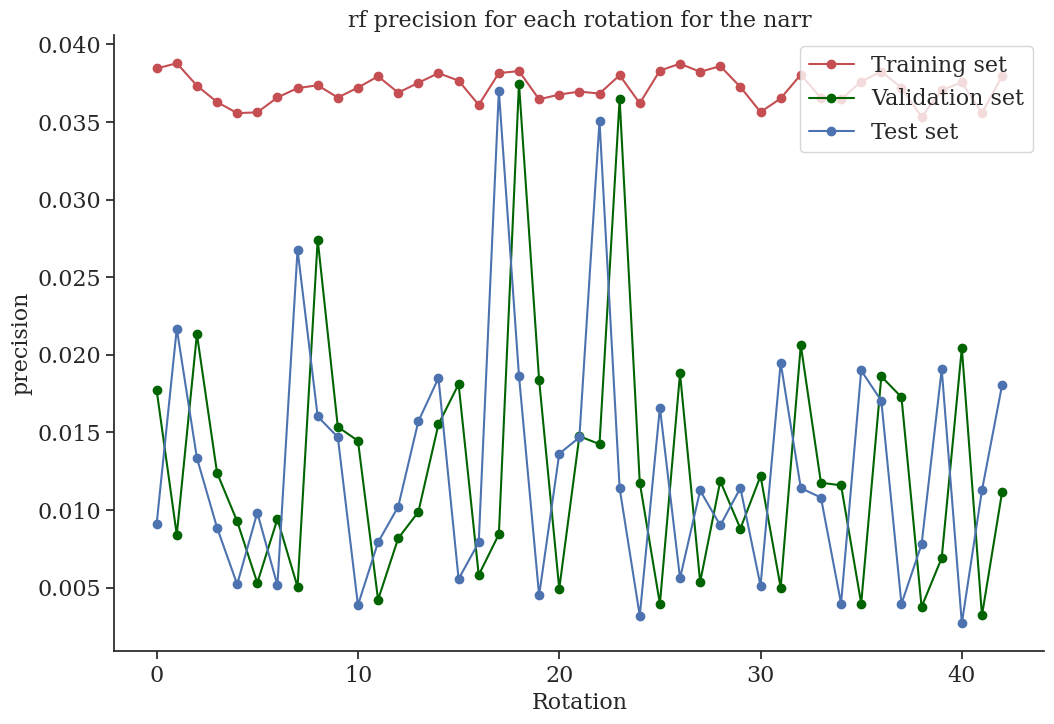 rf precision for each rotation for the narr
0.040
0.035
0.030
0.025
0.020
0.015
0.010
0.005
precision
Training set
Validation set
Test set
0 10 20 30 40
Rotation